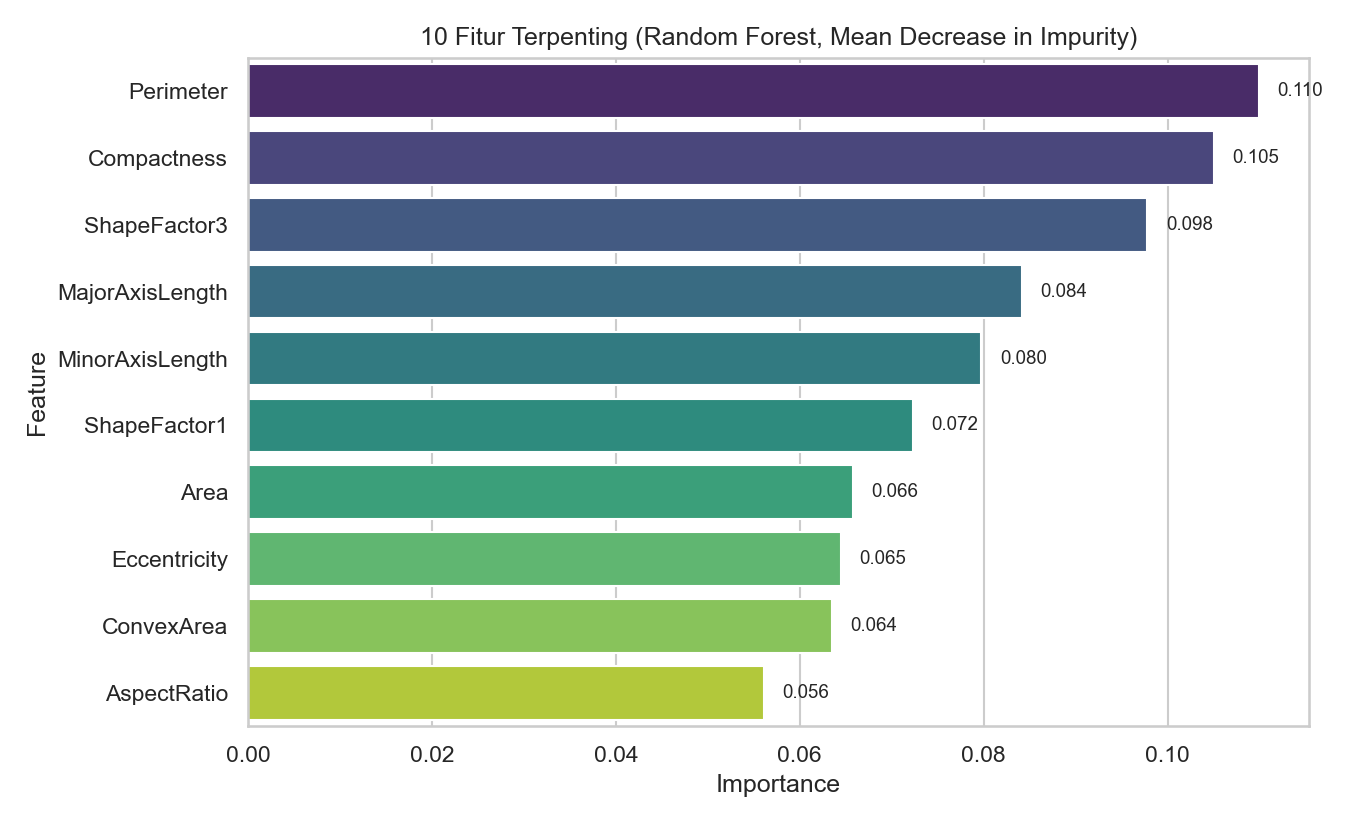 10 Fitur Terpenting (Random Forest, Mean Decrease in Impurity)
Feature
Perimeter 0.110
Compactness 0.105
ShapeFactor3 0.098
MajorAxisLength 0.084
MinorAxisLength 0.080
ShapeFactor1 0.072
Area 0.066
Eccentricity 0.065
ConvexArea 0.064
AspectRatio 0.056
0.00 0.02 0.04 0.06 0.08 0.10
Importance